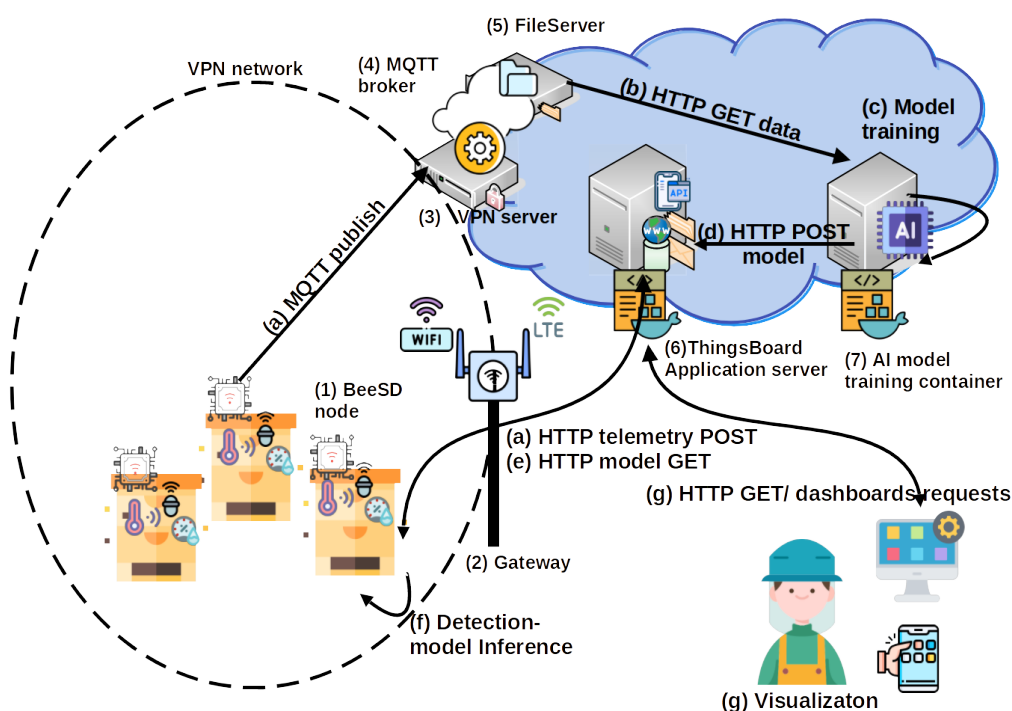 (5) FileServer
VPN network
(4) MQTT
broker
(b) HTTP GET data
(c) Model
training
API
(3) VPN server
WWW
AI
(d) HTTP POST
model
(a) MQTT publish
</>
</>
WIFI
LTE
(6)ThingsBoard
Application server
(7) AI model
training container
(1) BeeSD
node
(a) HTTP telemetry POST
(e) HTTP model GET
(g) HTTP GET/ dashboards requests
(2) Gateway
(f) Detection-
model Inference
(g) Visualizaton